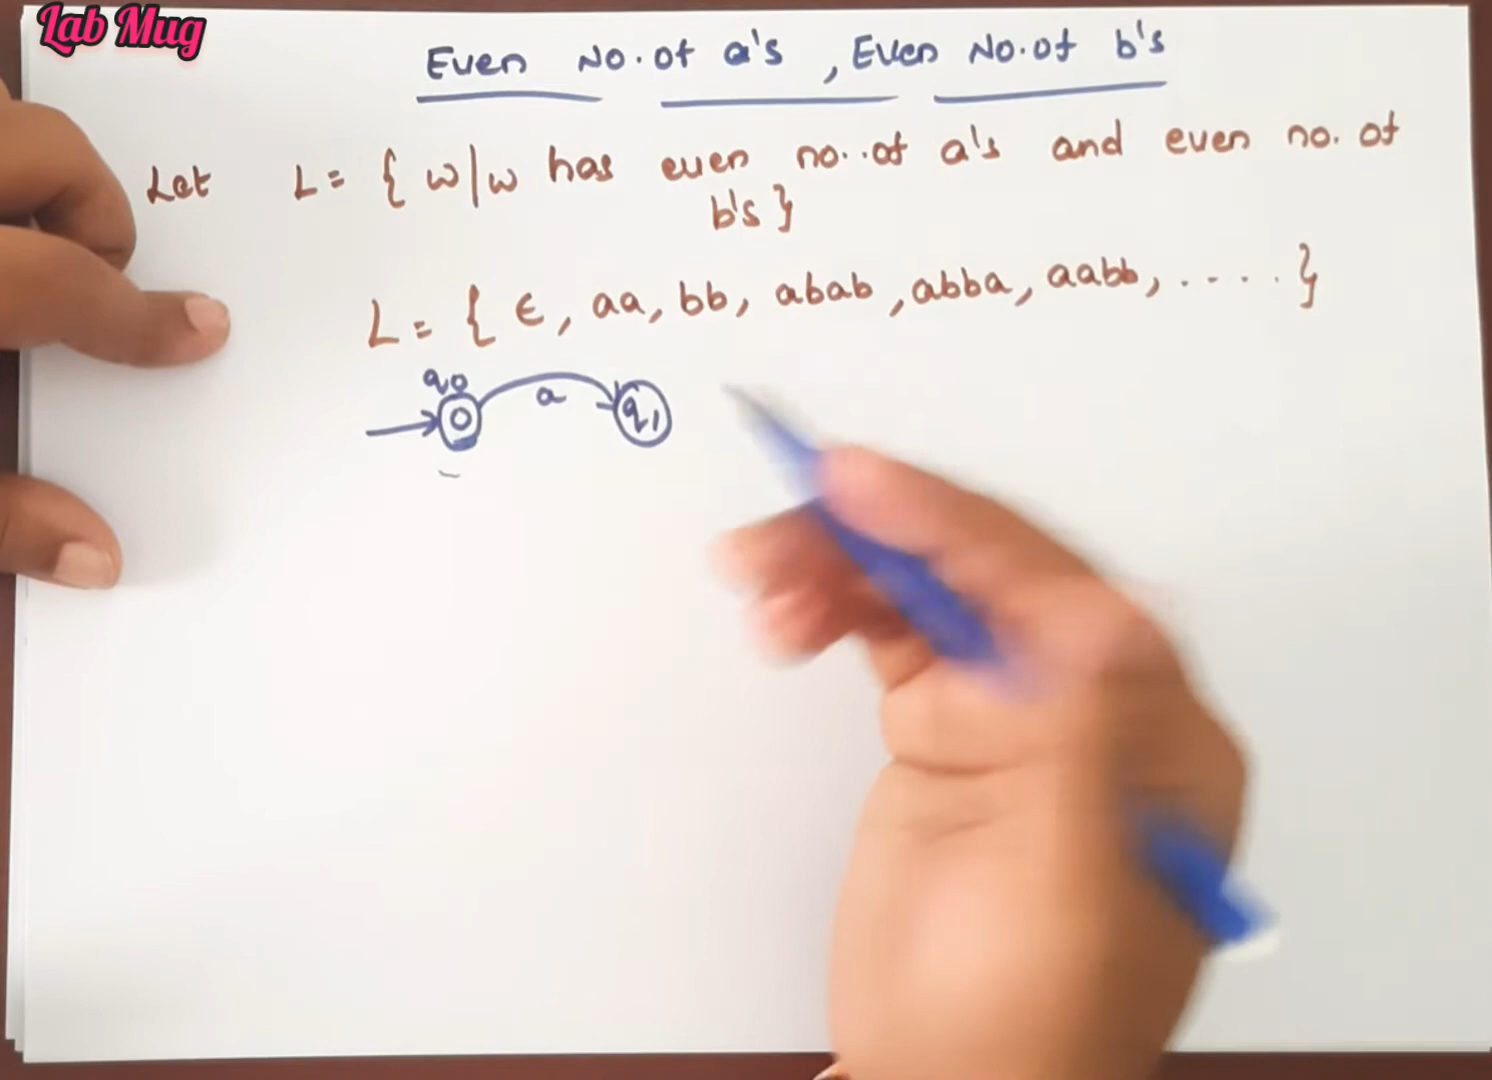 Lab Mug
Even No.of a's , Even No.of b's
Let L = { w/w has even no..of a's and even no. of
b's }
L = { ϵ, aa, bb, abab , abba, aabb, ..... }
q0
a
q1